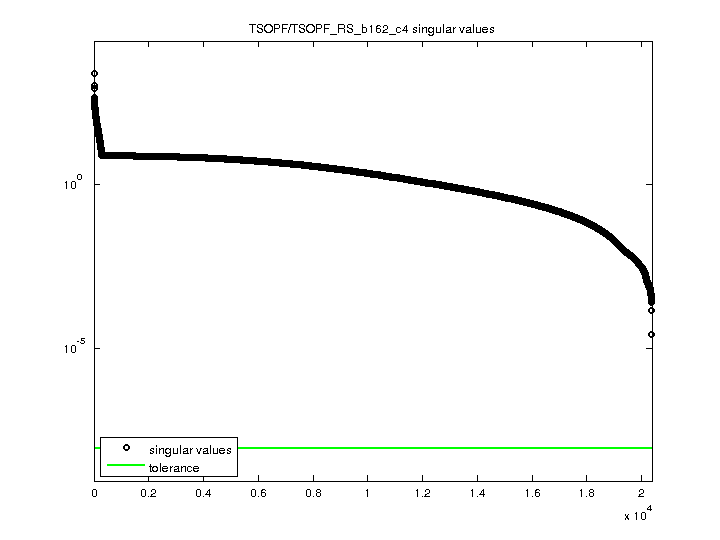 TSOPF/TSOPF_RS_b162_c4 singular values
10^0
10^-5
singular values
tolerance
0 0.2 0.4 0.6 0.8 1 1.2 1.4 1.6 1.8 2
x 10^4